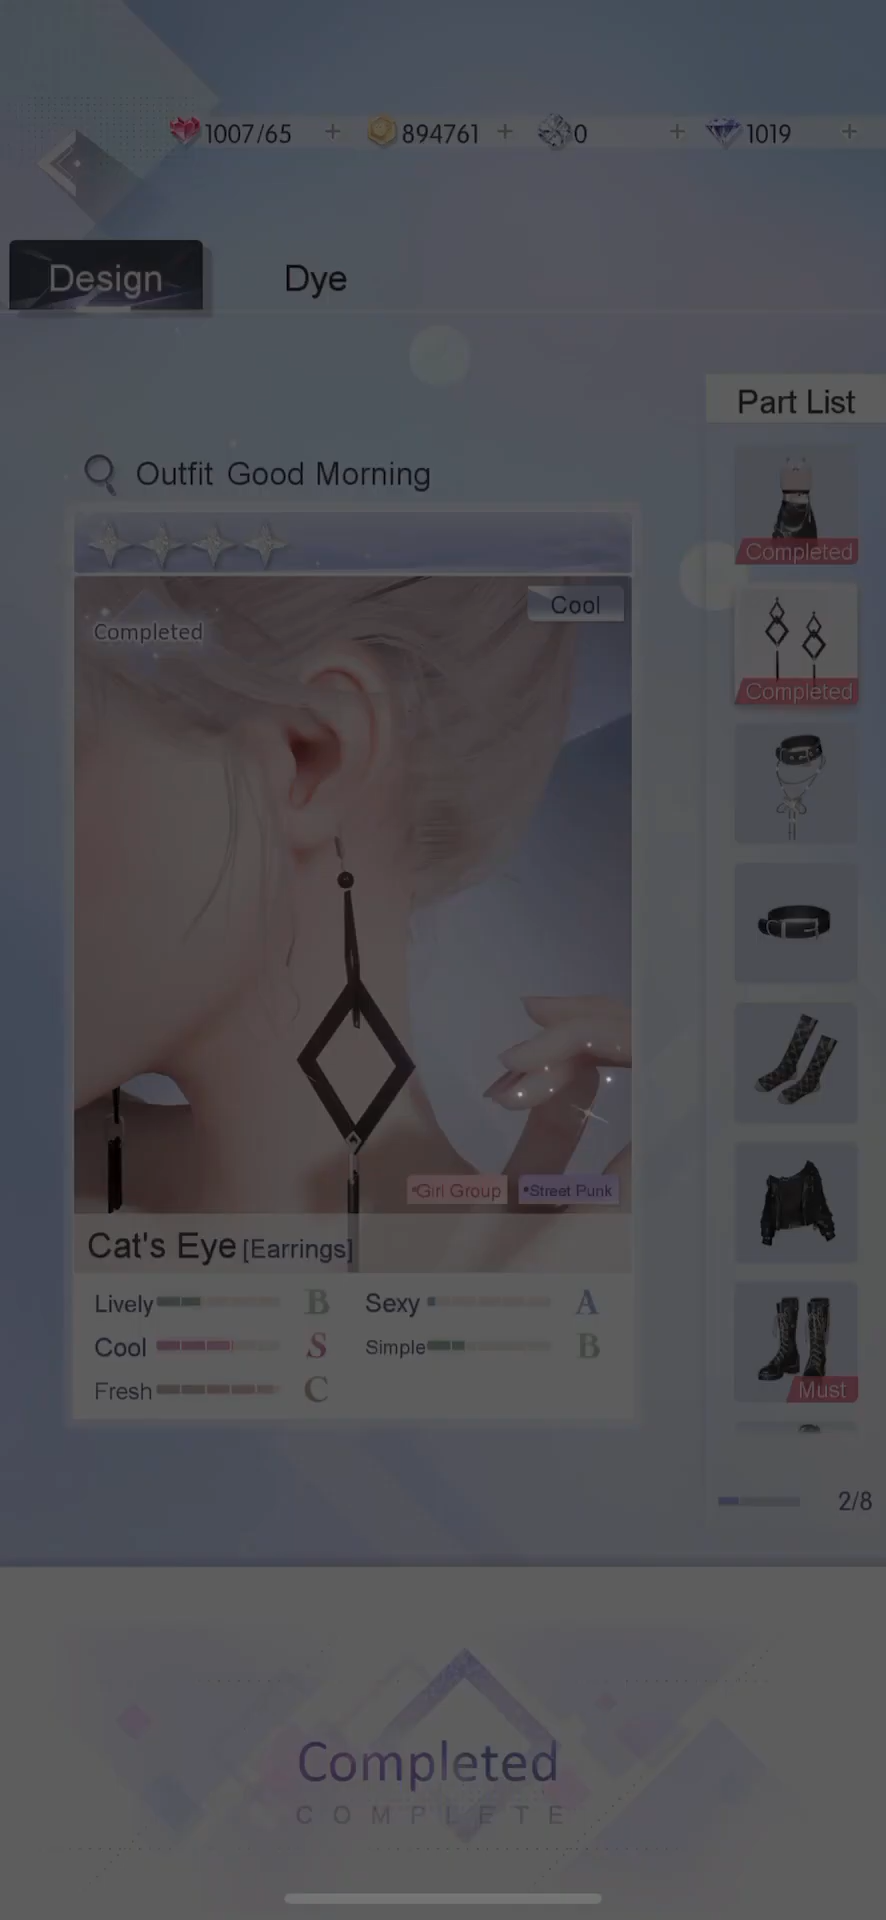 1007/65 + 894761 + 0 + 1019 +
Design Dye
Part List
Outfit Good Morning
Completed
Cool
Completed
Completed
*Girl Group *Street Punk
Cat's Eye [Earrings]
Lively B Sexy A
Cool S Simple B
Fresh C
Must
2/8
Completed
COMPLETE